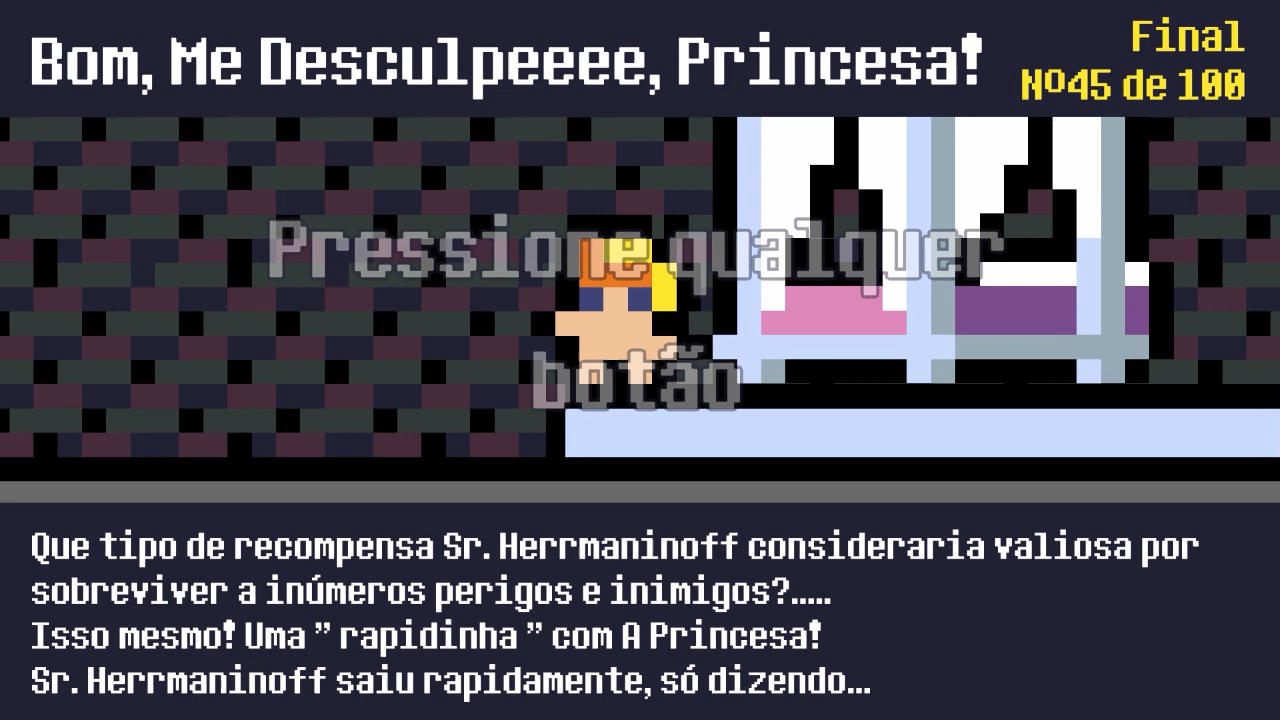 Bom, Me Desculpeeee, Princesa!
Final
Nº45 de 100
Pressione qualquer
botão
Que tipo de recompensa Sr. Herrmaninoff consideraria valiosa por
sobreviver a inúmeros perigos e inimigos?.....
Isso mesmo! Uma " rapidinha " com A Princesa!
Sr. Herrmaninoff saiu rapidamente, só dizendo...